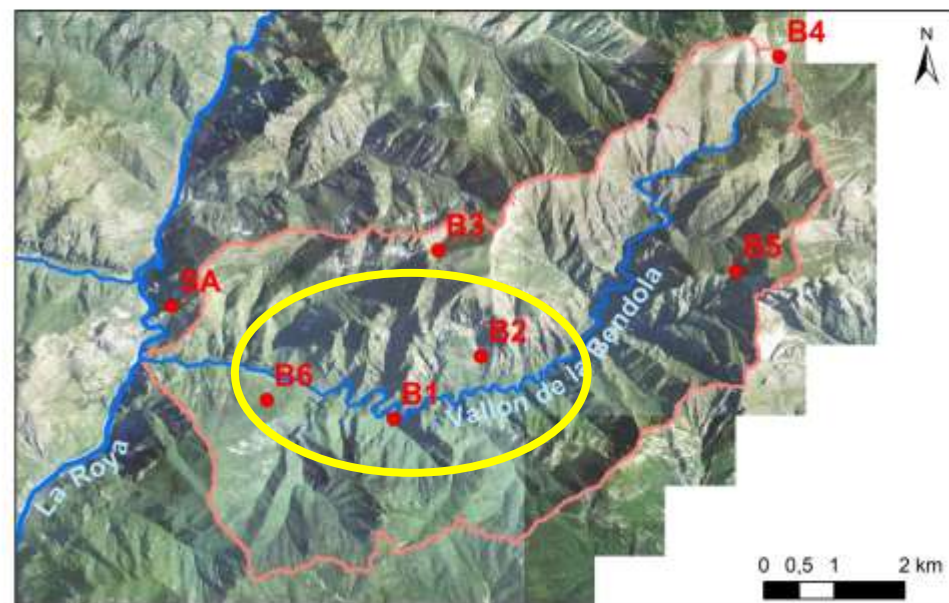 B4
N
B3
B5
SA
B2
B6
B1
Vallon de la Bendola
La Roya
0 0,5 1 2 km